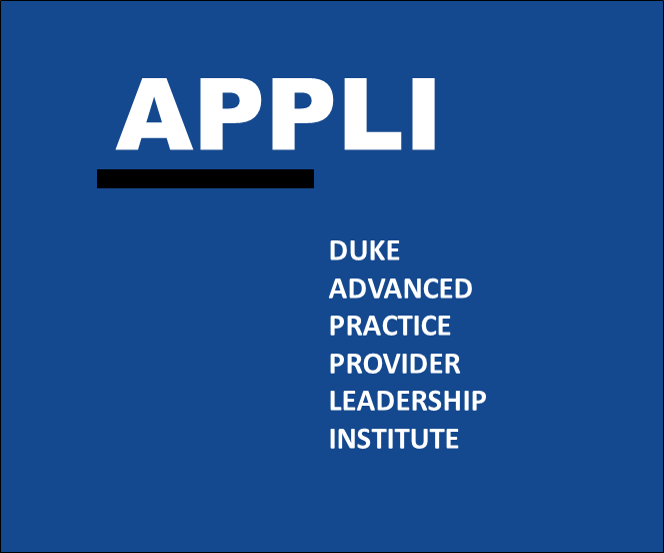 APPLI
DUKE
ADVANCED
PRACTICE
PROVIDER
LEADERSHIP
INSTITUTE